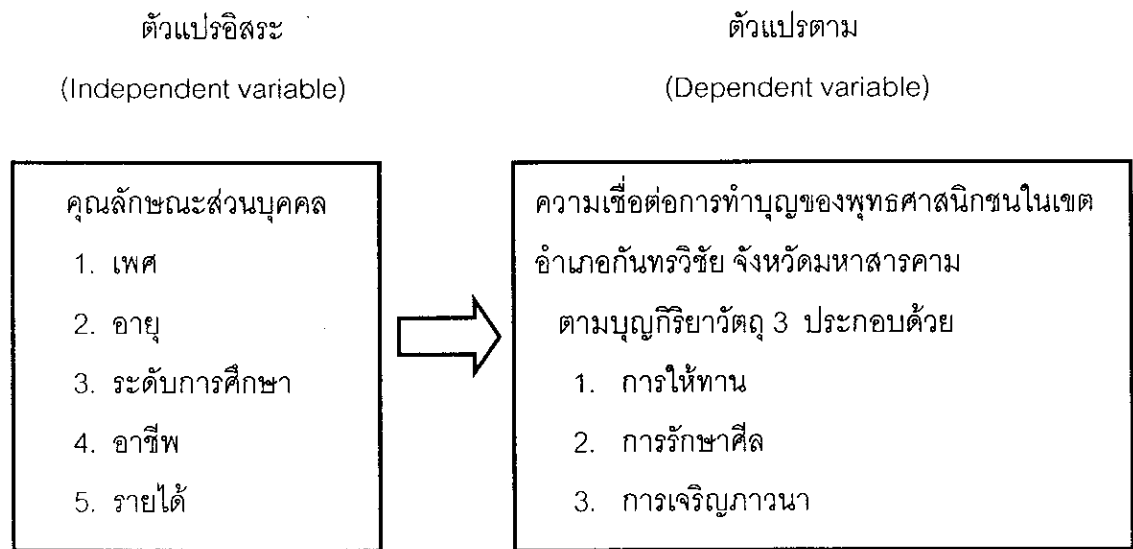 ตัวแปรอิสระ
(Independent variable)
คุณลักษณะส่วนบุคคล
1. เพศ
2. อายุ
3. ระดับการศึกษา
4. อาชีพ
5. รายได้
ตัวแปรตาม
(Dependent variable)
ความเชื่อต่อการทำบุญของพุทธศาสนิกชนในเขต
อำเภอกันทรวิชัย จังหวัดมหาสารคาม
ตามบุญกิริยาวัตถุ 3 ประกอบด้วย
1. การให้ทาน
2. การรักษาศีล
3. การเจริญภาวนา